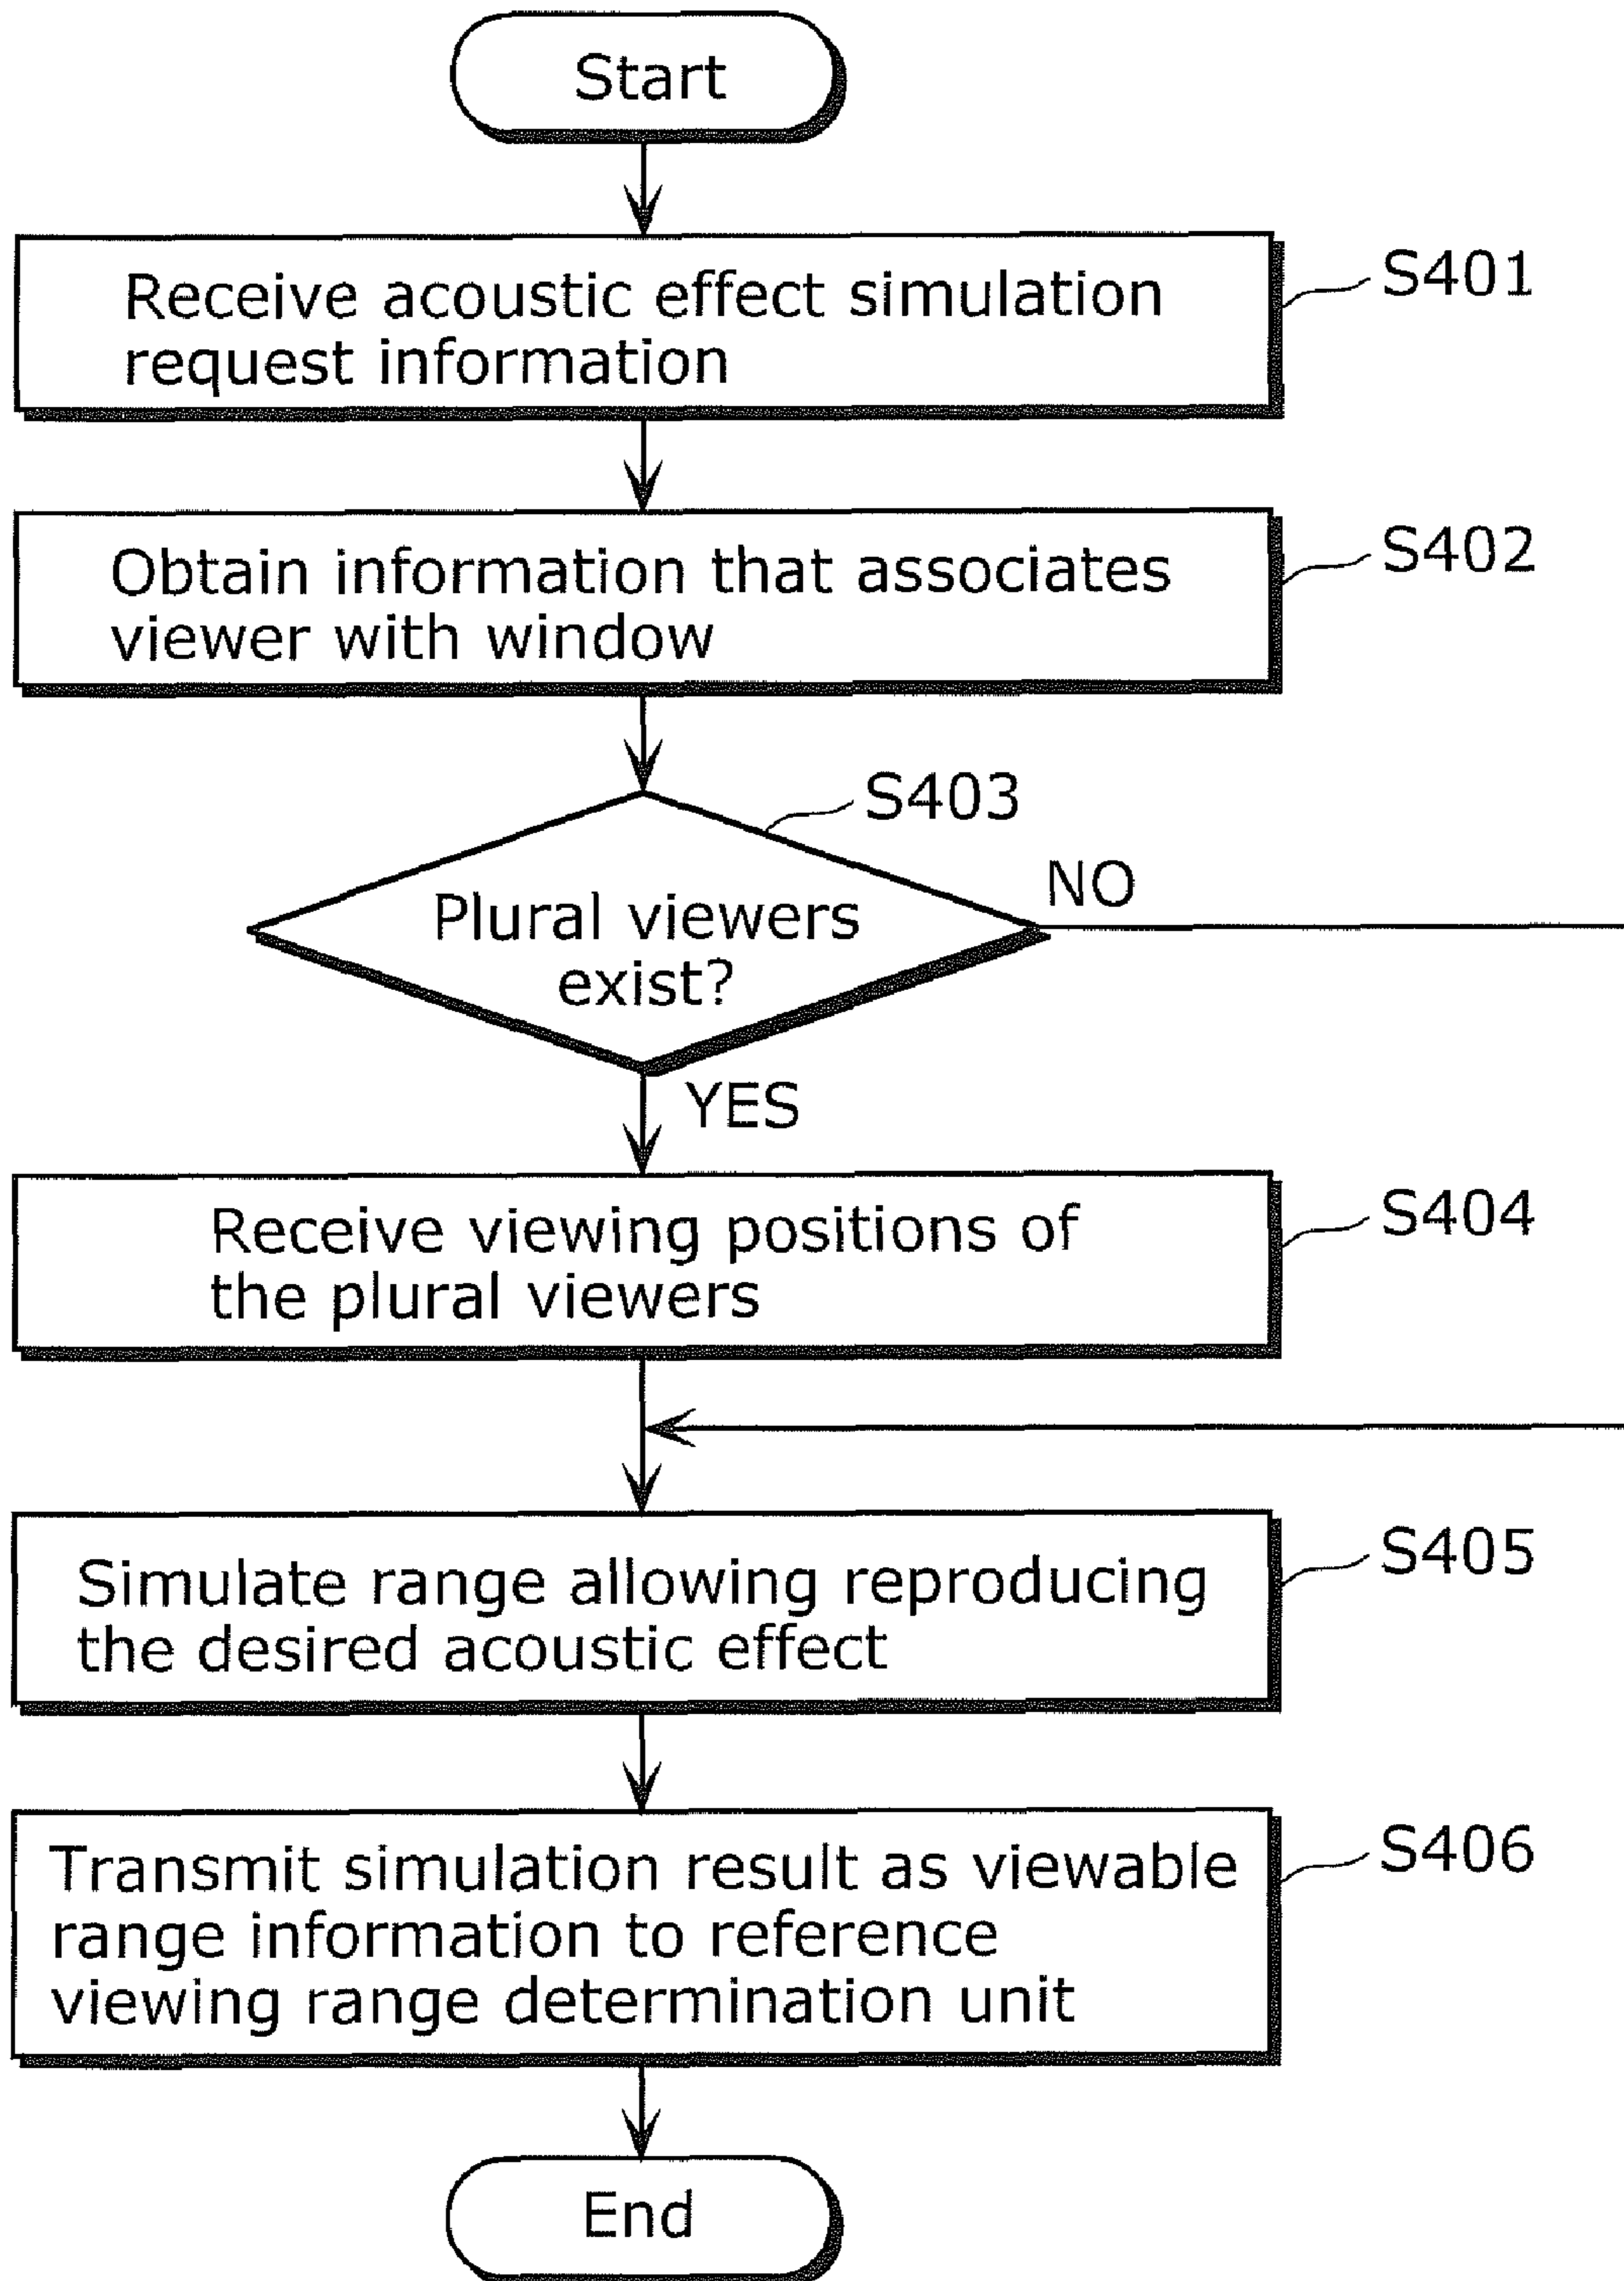 Start
Receive acoustic effect simulation
request information
S401
Obtain information that associates
viewer with window
S402
S403
Plural viewers
exist?
NO
YES
Receive viewing positions of
the plural viewers
S404
Simulate range allowing reproducing
the desired acoustic effect
S405
Transmit simulation result as viewable
range information to reference
viewing range determination unit
S406
End